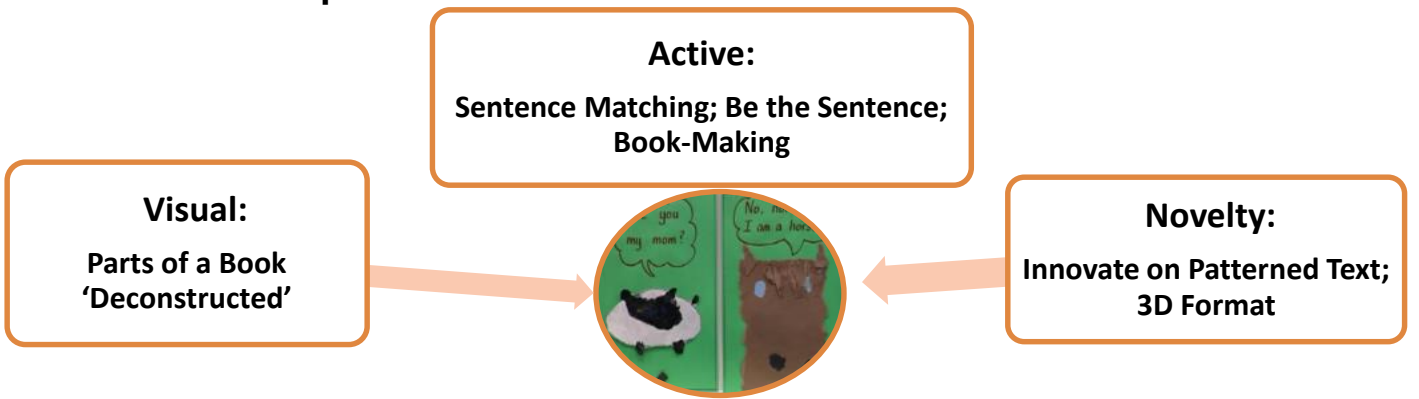 Active:
Sentence Matching; Be the Sentence;
Book-Making
Visual:
Parts of a Book
‘Deconstructed’
Novelty:
Innovate on Patterned Text;
3D Format
you
my mom?
No,
I am a